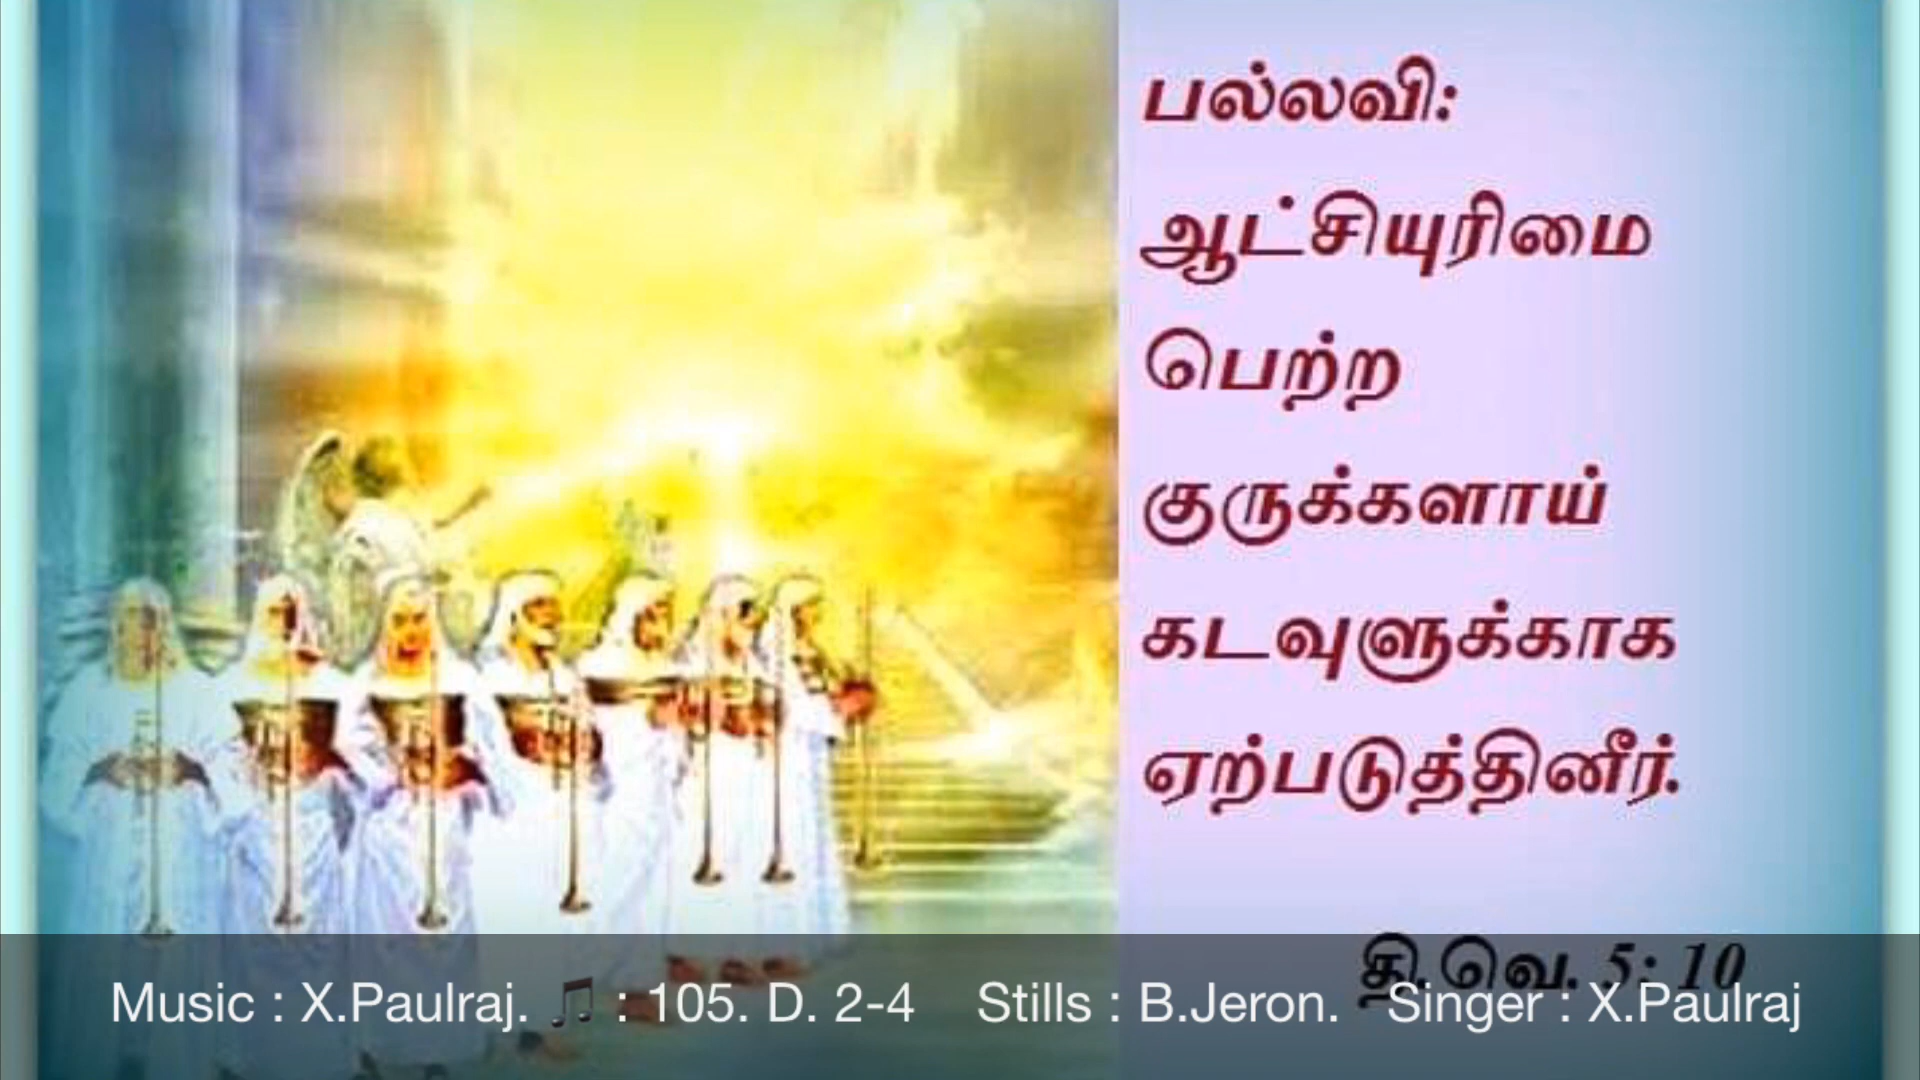 பல்லவி:
ஆட்சியுரிமை
பெற்ற
குருக்களாய்
கடவுளுக்காக
ஏற்படுத்தினீர்.
தி.வெ. 5: 10
Music : X.Paulraj. 🎵 : 105. D. 2-4 Stills : B.Jeron. Singer : X.Paulraj